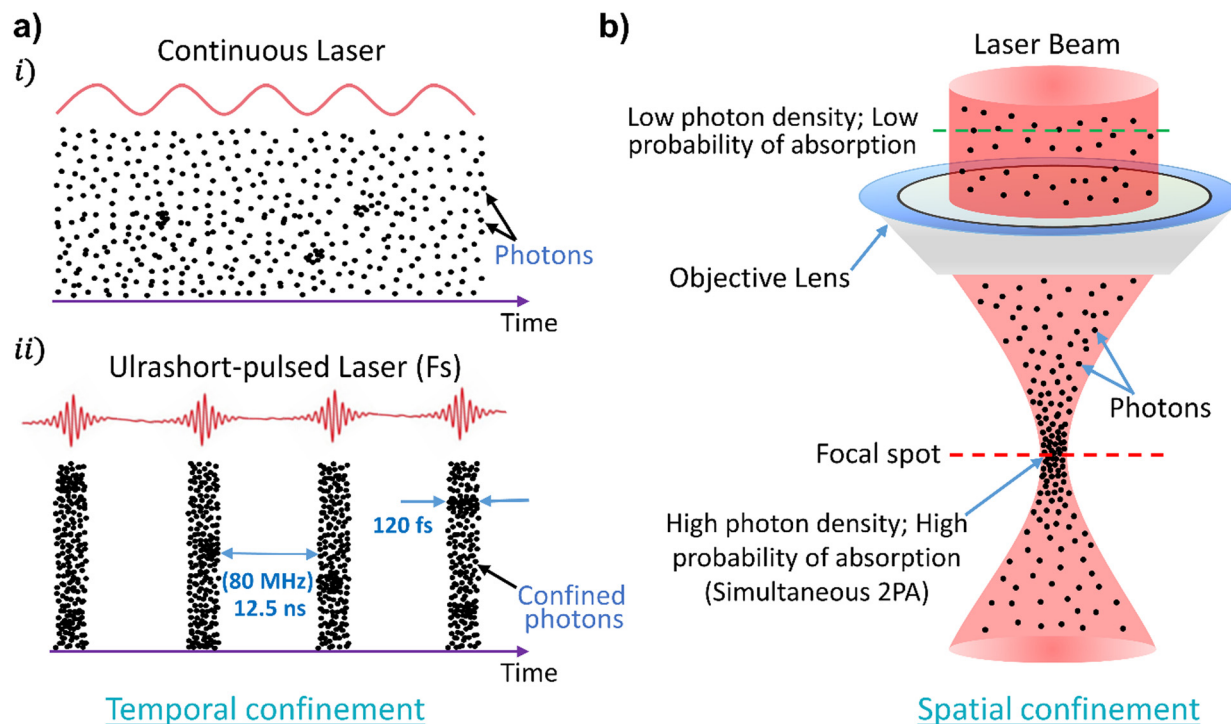 a)
Continuous Laser
i)
Photons
Time
ii)
Ulrashort-pulsed Laser (Fs)
120 fs
(80 MHz)
12.5 ns
Confined
photons
Time
Temporal confinement
b)
Laser Beam
Low photon density; Low
probability of absorption
Objective Lens
Photons
Focal spot
High photon density; High
probability of absorption
(Simultaneous 2PA)
Spatial confinement